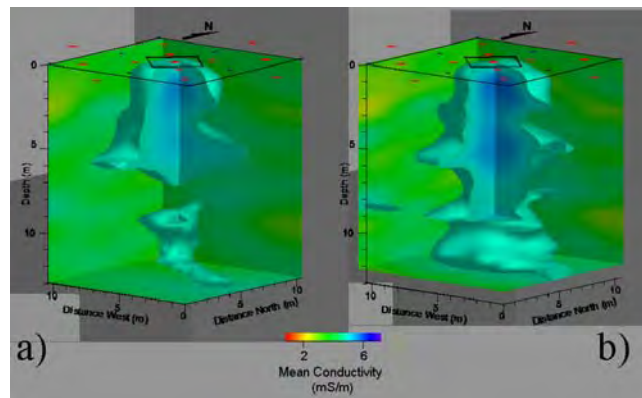 N
0
5
10
Depth (m)
10
5
0
Distance West (m)
5
10
Distance North (m)
a)
N
0
5
10
Depth (m)
10
5
0
Distance West (m)
5
10
Distance North (m)
b)
2 6
Mean Conductivity
(mS/m)